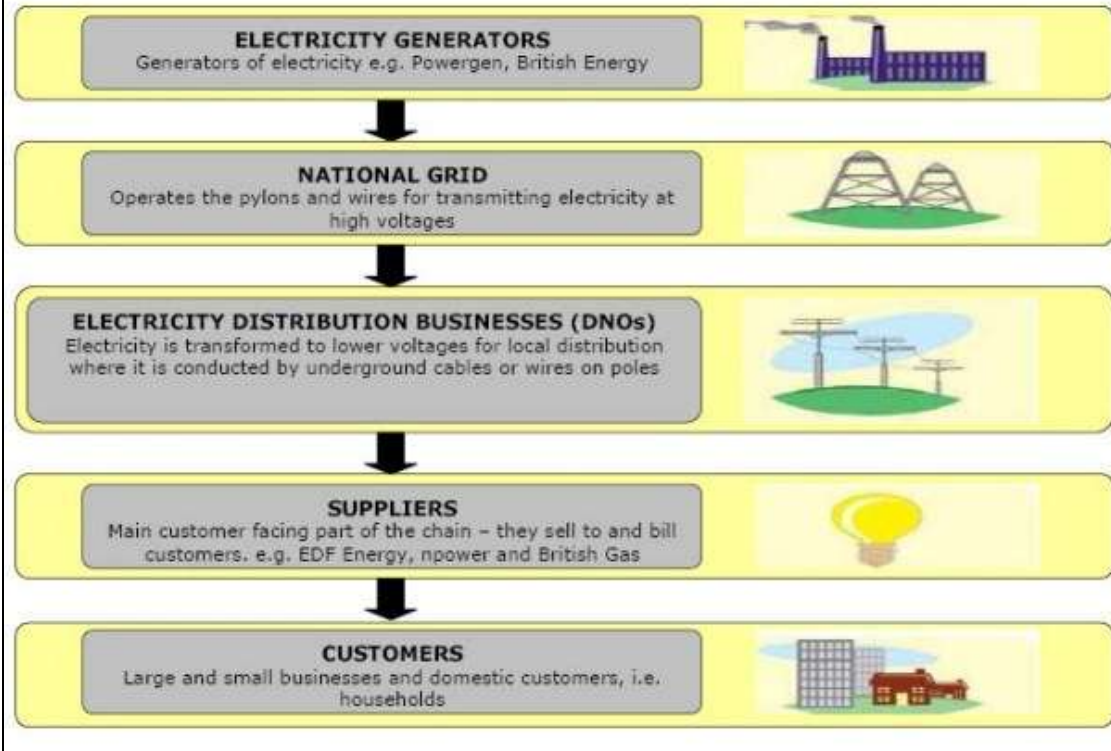 ELECTRICITY GENERATORS
Generators of electricity e.g. Powergen, British Energy
NATIONAL GRID
Operates the pylons and wires for transmitting electricity at
high voltages
ELECTRICITY DISTRIBUTION BUSINESSES (DNOs)
Electricity is transformed to lower voltages for local distribution
where it is conducted by underground cables or wires on poles
SUPPLIERS
Main customer facing part of the chain – they sell to and bill
customers. e.g. EDF Energy, npower and British Gas
CUSTOMERS
Large and small businesses and domestic customers, i.e.
households